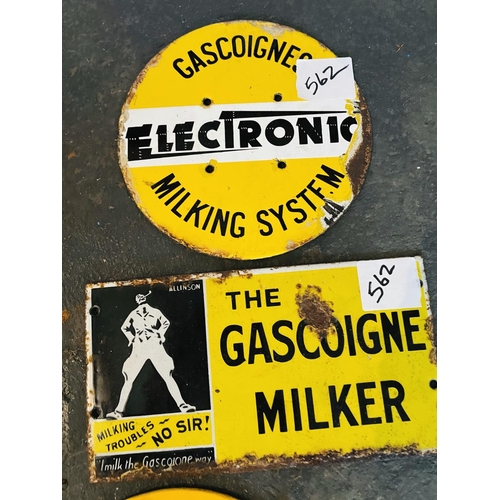 GASCOIGNES
562
ELECTRONIC
MILKING SYSTEM
562
ALLINSON
THE
GASCOIGNE
MILKER
MILKING
TROUBLES ~
~ NO SIR!
"I milk the Gascoigne way"